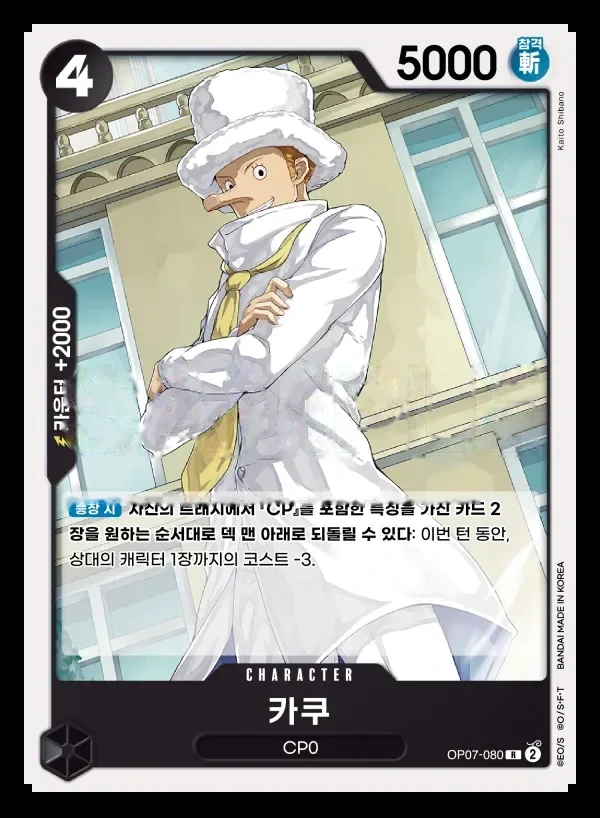 4
5000
참격
斬
Kaito Shibano
카운터 +2000
등장 시 자신의 트래시에서 『CP』를 포함한 특징을 가진 카드 2
장을 원하는 순서대로 덱 맨 아래로 되돌릴 수 있다: 이번 턴 동안,
상대의 캐릭터 1장까지의 코스트 -3.
BANDAI MADE IN KOREA
©EO/S ©O/S·F·T
CHARACTER
카쿠
CP0
OP07-080 R 2